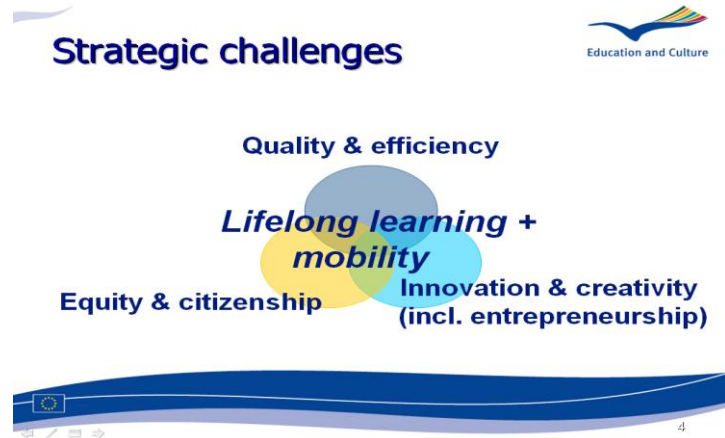 Strategic challenges
Education and Culture
Quality & efficiency
Lifelong learning +
mobility
Equity & citizenship
Innovation & creativity
(incl. entrepreneurship)
4